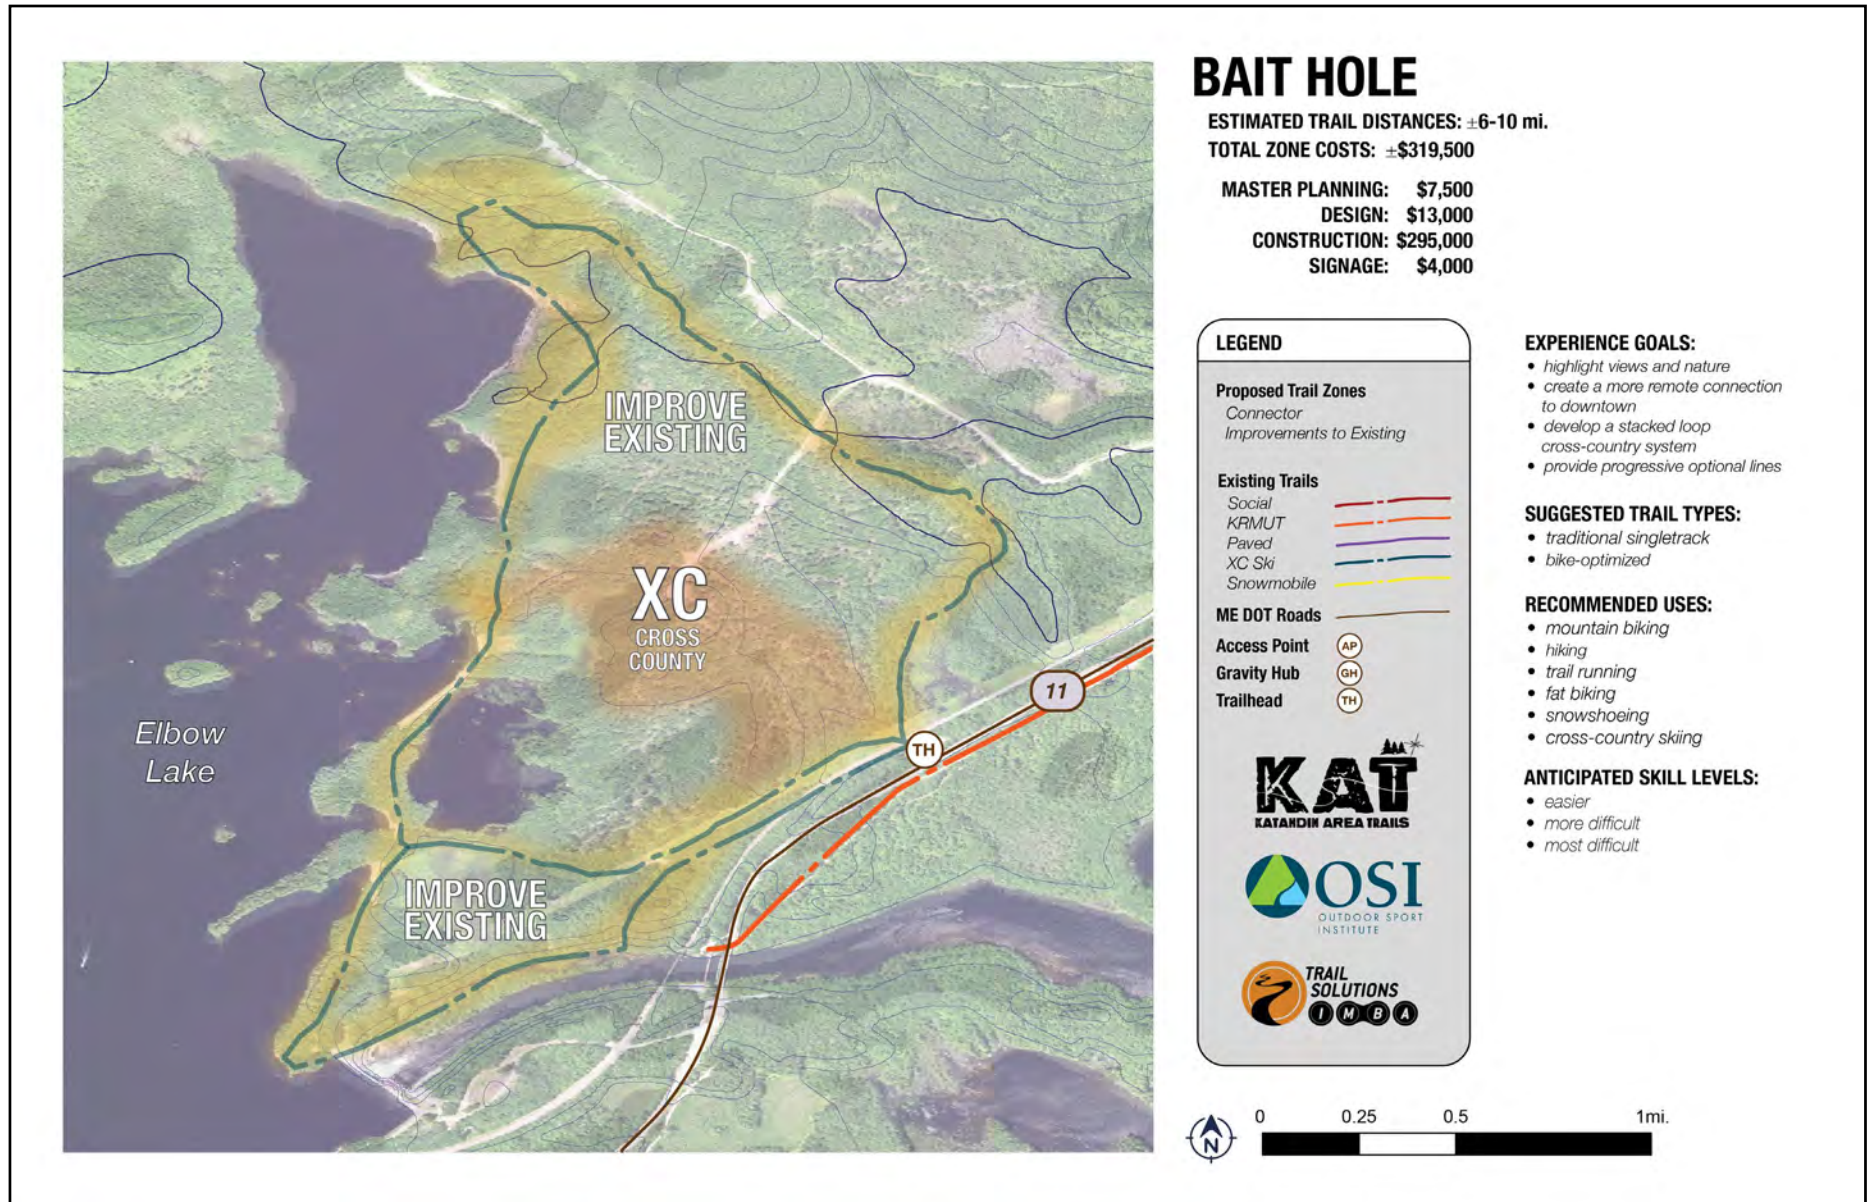 BAIT HOLE
ESTIMATED TRAIL DISTANCES: ±6-10 mi.
TOTAL ZONE COSTS: ±$319,500
MASTER PLANNING: $7,500
DESIGN: $13,000
CONSTRUCTION: $295,000
SIGNAGE: $4,000
IMPROVE
EXISTING
XC
CROSS
COUNTY
11
TH
Elbow
Lake
IMPROVE
EXISTING
LEGEND
Proposed Trail Zones
Connector
Improvements to Existing
Existing Trails
Social
KRMUT
Paved
XC Ski
Snowmobile
ME DOT Roads
Access Point AP
Gravity Hub GH
Trailhead TH
KAT
KATAHDIN AREA TRAILS
OSI
OUTDOOR SPORT
INSTITUTE
TRAIL
SOLUTIONS
IMBA
EXPERIENCE GOALS:
• highlight views and nature
• create a more remote connection
to downtown
• develop a stacked loop
cross-country system
• provide progressive optional lines
SUGGESTED TRAIL TYPES:
• traditional singletrack
• bike-optimized
RECOMMENDED USES:
• mountain biking
• hiking
• trail running
• fat biking
• snowshoeing
• cross-country skiing
ANTICIPATED SKILL LEVELS:
• easier
• more difficult
• most difficult
N
0 0.25 0.5 1mi.